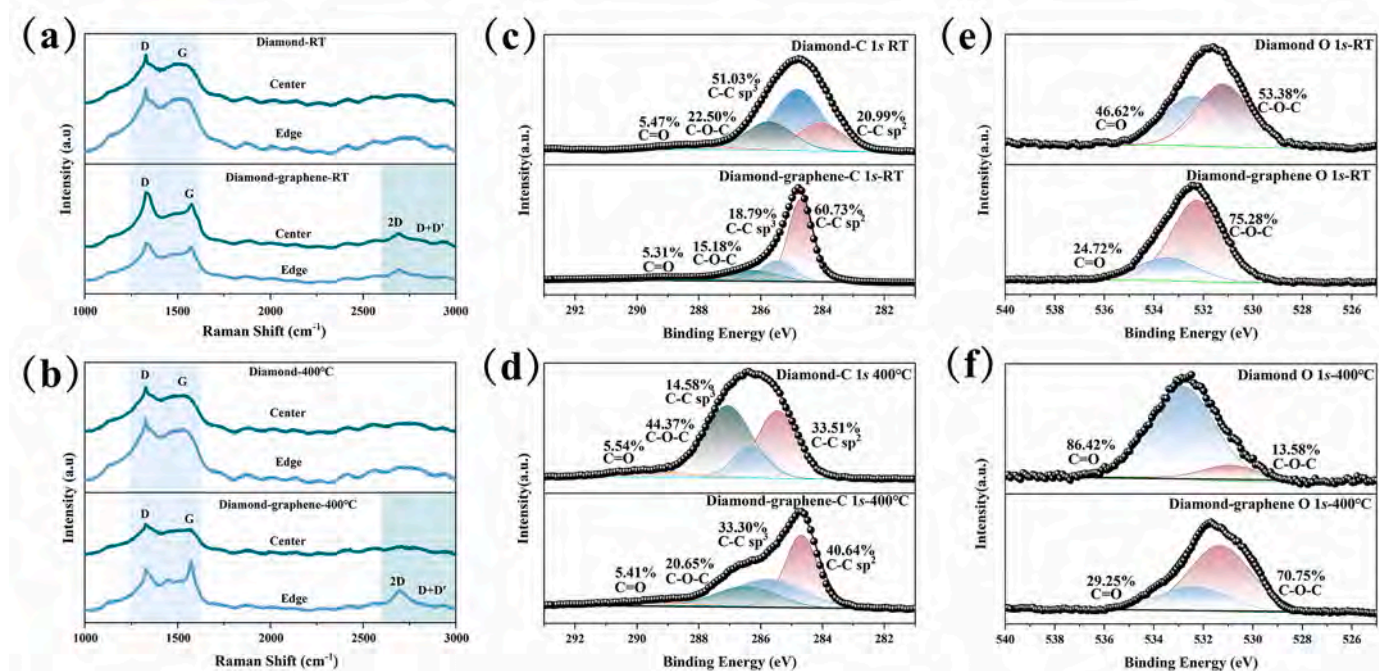 (a)
Diamond-RT
D
G
Center
Edge
Diamond-graphene-RT
D
G
2D
D+D'
Center
Edge
Intensity (a.u)
1000
1500
2000
2500
3000
Raman Shift (cm⁻¹)
(b)
Diamond-400℃
D
G
Center
Edge
Diamond-graphene-400℃
D
G
Center
2D
D+D'
Edge
Intensity (a.u)
1000
1500
2000
2500
3000
Raman Shift (cm⁻¹)
(c)
Diamond-C 1s RT
51.03%
C-C sp³
5.47%
C=O
22.50%
C-O-C
20.99%
C-C sp²
Diamond-graphene-C 1s-RT
18.79%
C-C sp³
60.73%
C-C sp²
5.31%
C=O
15.18%
C-O-C
Intensity(a.u.)
292
290
288
286
284
282
Binding Energy (eV)
(d)
Diamond-C 1s 400℃
14.58%
C-C sp³
44.37%
C-O-C
5.54%
C=O
33.51%
C-C sp²
Diamond-graphene-C 1s-400℃
33.30%
C-C sp³
40.64%
C-C sp²
20.65%
C-O-C
5.41%
C=O
Intensity(a.u.)
292
290
288
286
284
282
Binding Energy (eV)
(e)
Diamond O 1s-RT
46.62%
C=O
53.38%
C-O-C
Diamond-graphene O 1s-RT
75.28%
C-O-C
24.72%
C=O
Intensity(a.u.)
540
538
536
534
532
530
528
526
Binding Energy (eV)
(f)
Diamond O 1s-400℃
86.42%
C=O
13.58%
C-O-C
Diamond-graphene O 1s-400℃
29.25%
C=O
70.75%
C-O-C
Intensity(a.u.)
540
538
536
534
532
530
528
526
Binding Energy (eV)